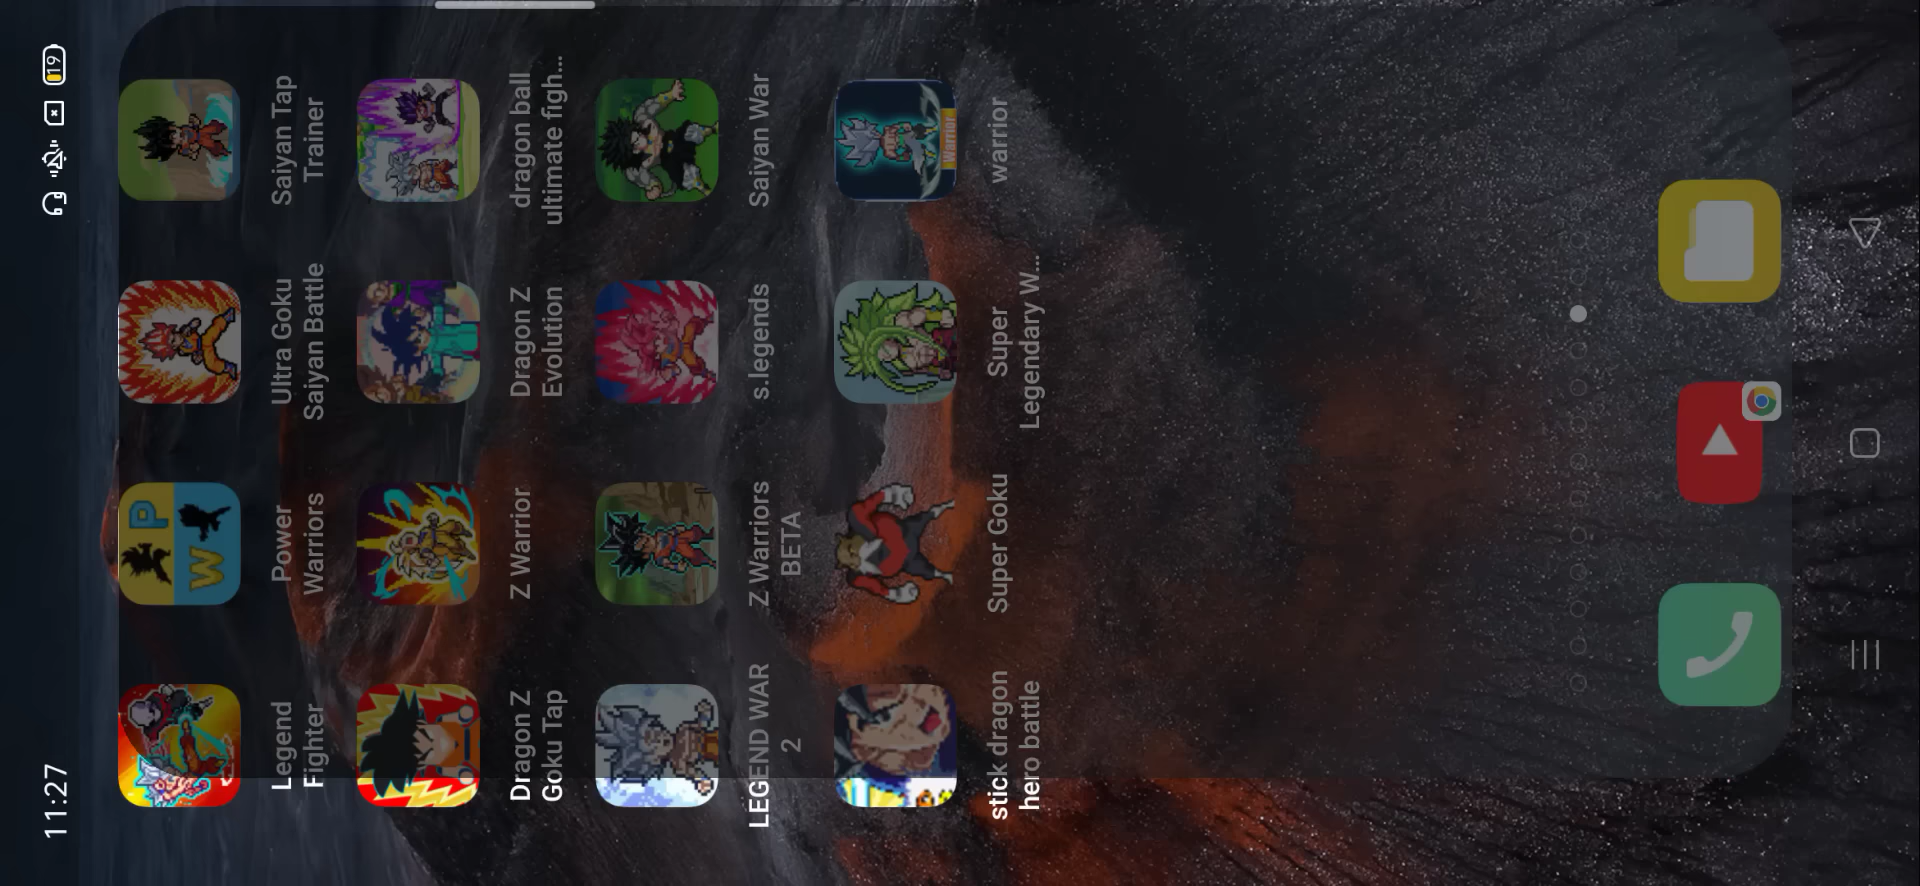 11:27
19
Legend
Fighter
Power
Warriors
Ultra Goku
Saiyan Battle
Saiyan Tap
Trainer
Dragon Z
Goku Tap
Z Warrior
Dragon Z
Evolution
dragon ball
ultimate figh...
LEGEND WAR
2
Z Warriors
BETA
s.legends
Saiyan War
stick dragon
hero battle
Super Goku
Super
Legendary W...
warrior
P
W
Warrior